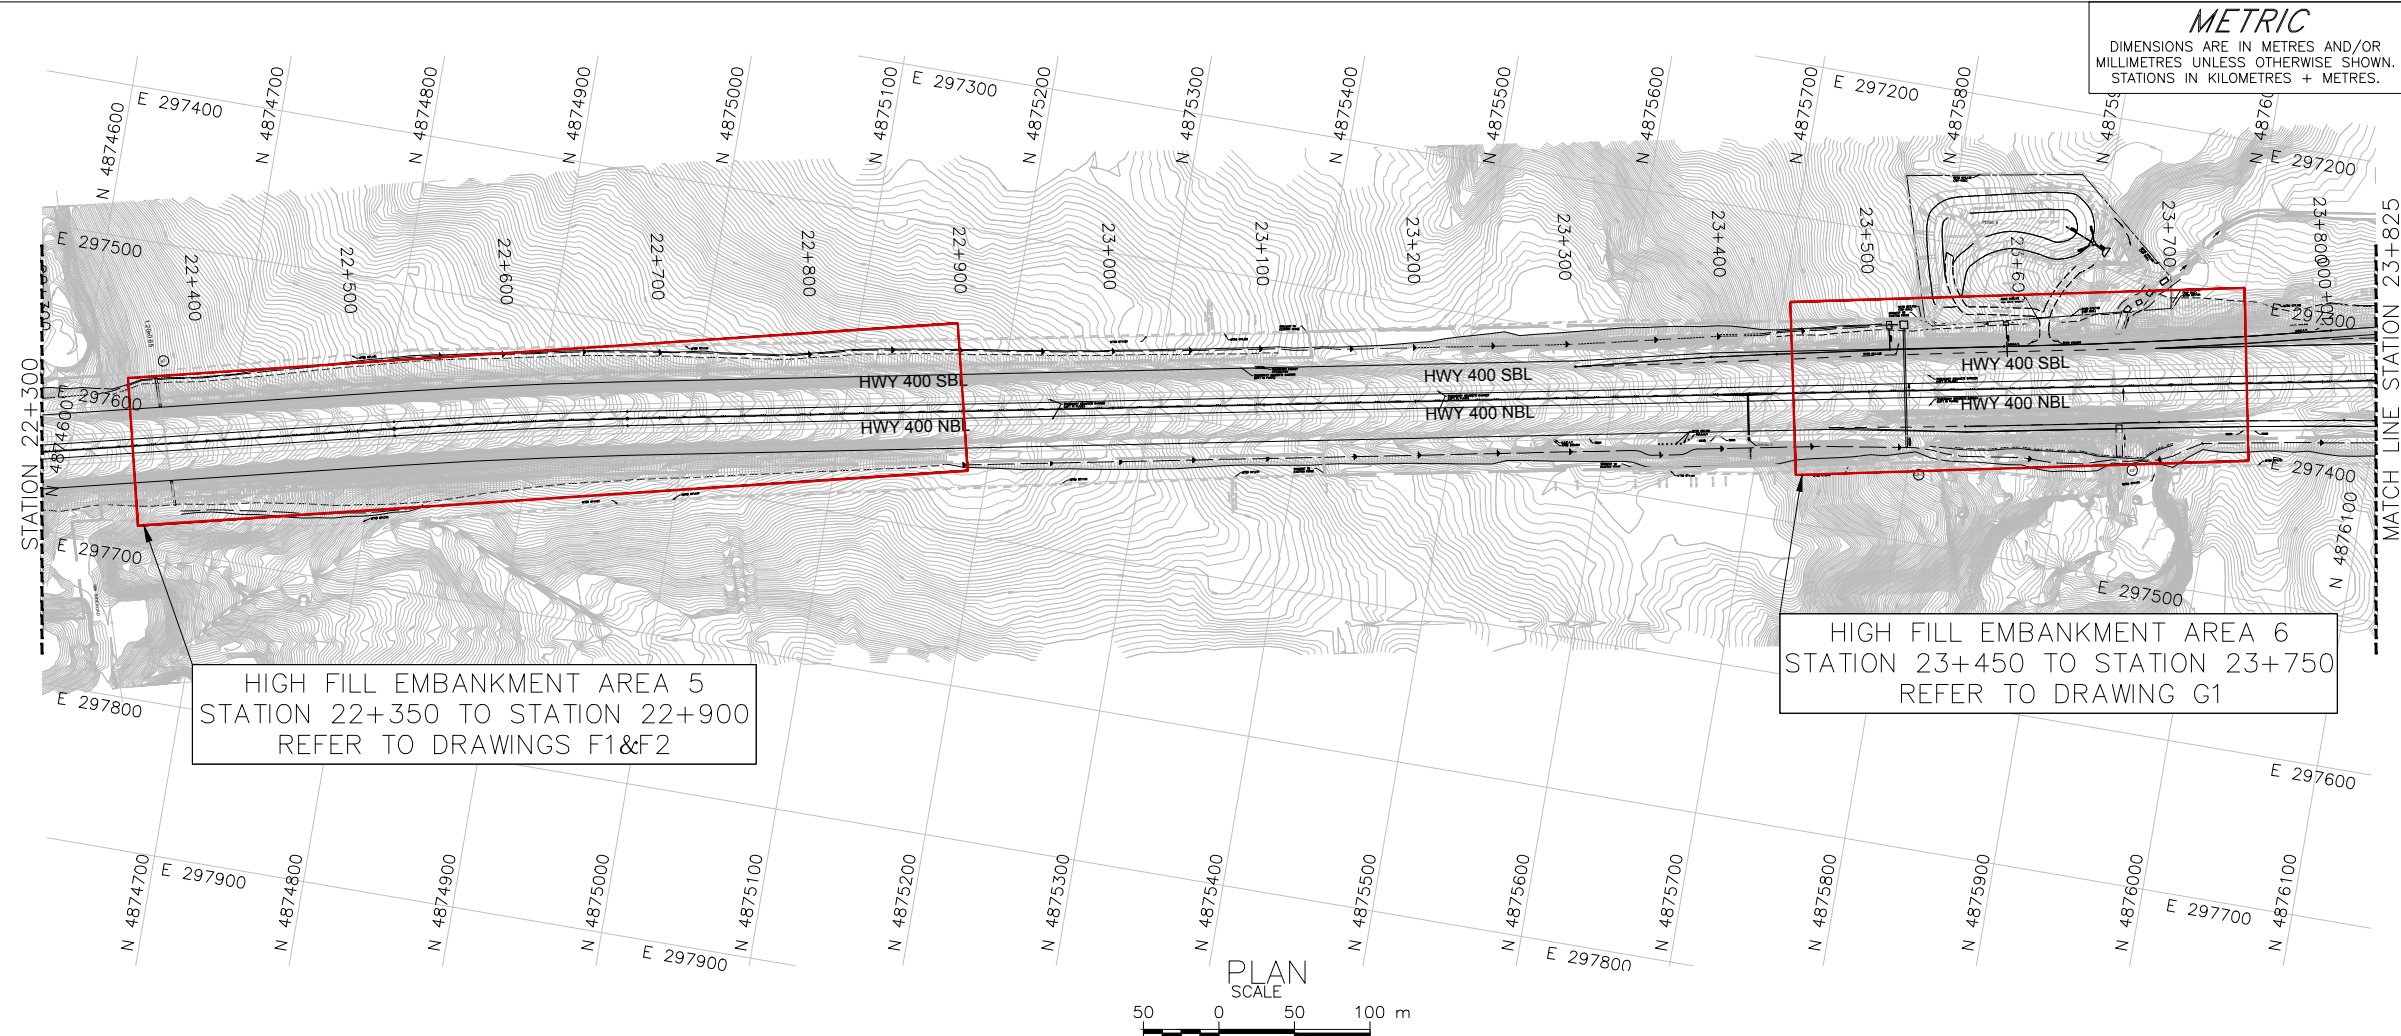 METRIC
DIMENSIONS ARE IN METRES AND/OR
MILLIMETRES UNLESS OTHERWISE SHOWN.
STATIONS IN KILOMETRES + METRES.
N 4874600
N 4874700
N 4874800
N 4874900
N 4875000
N 4875100
N 4875200
N 4875300
N 4875400
N 4875500
N 4875600
N 4875700
N 4875800
E 297400
E 297300
E 297200
E 297200
E 297500
22+400
22+500
22+600
22+700
22+800
22+900
23+000
23+100
23+200
23+300
23+400
23+500
23+700
E 297300
E 297600
HWY 400 SBL
HWY 400 NBL
HWY 400 SBL
HWY 400 NBL
HWY 400 SBL
HWY 400 NBL
STATION 22+300
MATCH LINE STATION 23+825
E 297400
E 297700
E 297500
N 4876100
HIGH FILL EMBANKMENT AREA 5
STATION 22+350 TO STATION 22+900
REFER TO DRAWINGS F1&F2
HIGH FILL EMBANKMENT AREA 6
STATION 23+450 TO STATION 23+750
REFER TO DRAWING G1
E 297800
E 297600
N 4874700
E 297900
N 4874800
N 4874900
N 4875000
E 297900
N 4875100
N 4875200
N 4875300
N 4875400
N 4875500
N 4875600
E 297800
N 4875700
N 4875800
N 4875900
N 4876000
E 297700
N 4876100
PLAN
SCALE
50 0 50 100 m